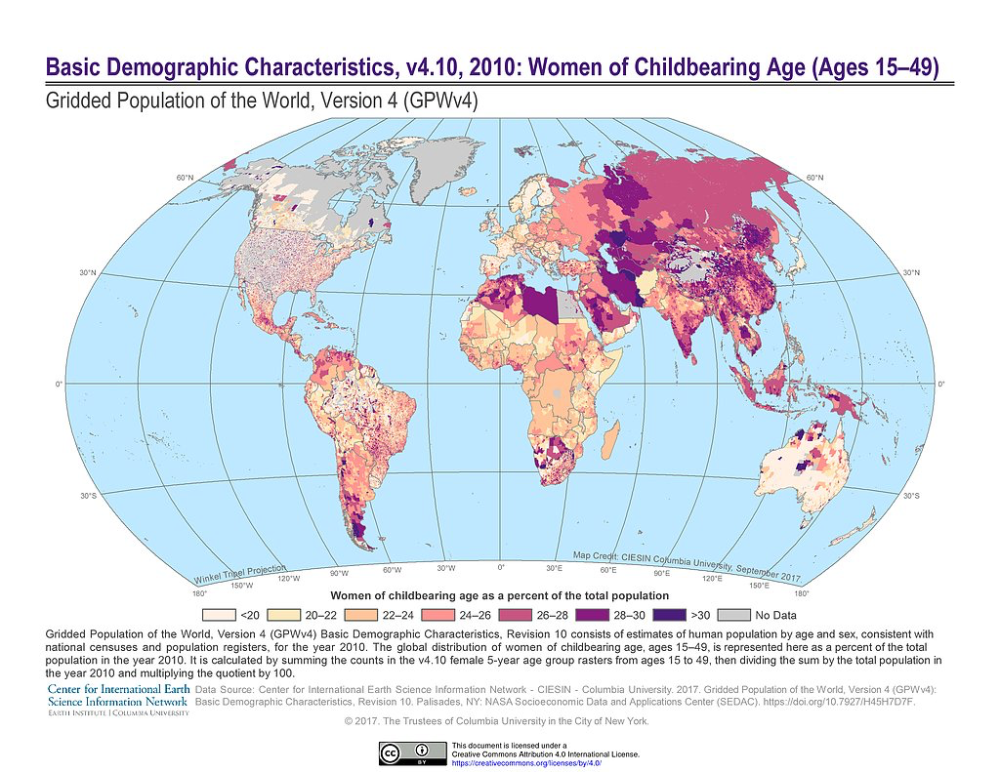 Basic Demographic Characteristics, v4.10, 2010: Women of Childbearing Age (Ages 15–49)
Gridded Population of the World, Version 4 (GPWv4)
60°N
60°N
30°N
30°N
0°
0°
30°S
30°S
Winkel Tripel Projection
Map Credit: CIESIN Columbia University, September 2017
180°
150°W
120°W
90°W
60°W
30°W
0°
30°E
60°E
90°E
120°E
150°E
180°
Women of childbearing age as a percent of the total population
<20
20–22
22–24
24–26
26–28
28–30
>30
No Data
Gridded Population of the World, Version 4 (GPWv4) Basic Demographic Characteristics, Revision 10 consists of estimates of human population by age and sex, consistent with
national censuses and population registers, for the year 2010. The global distribution of women of childbearing age, ages 15–49, is represented here as a percent of the total
population in the year 2010. It is calculated by summing the counts in the v4.10 female 5-year age group rasters from ages 15 to 49, then dividing the sum by the total population in
the year 2010 and multiplying the quotient by 100.
Center for International Earth
Science Information Network
EARTH INSTITUTE | COLUMBIA UNIVERSITY
Data Source: Center for International Earth Science Information Network - CIESIN - Columbia University. 2017. Gridded Population of the World, Version 4 (GPWv4):
Basic Demographic Characteristics, Revision 10. Palisades, NY: NASA Socioeconomic Data and Applications Center (SEDAC). https://doi.org/10.7927/H45H7D7F.
© 2017. The Trustees of Columbia University in the City of New York.
cc
BY
This document is licensed under a
Creative Commons Attribution 4.0 International License.
https://creativecommons.org/licenses/by/4.0/